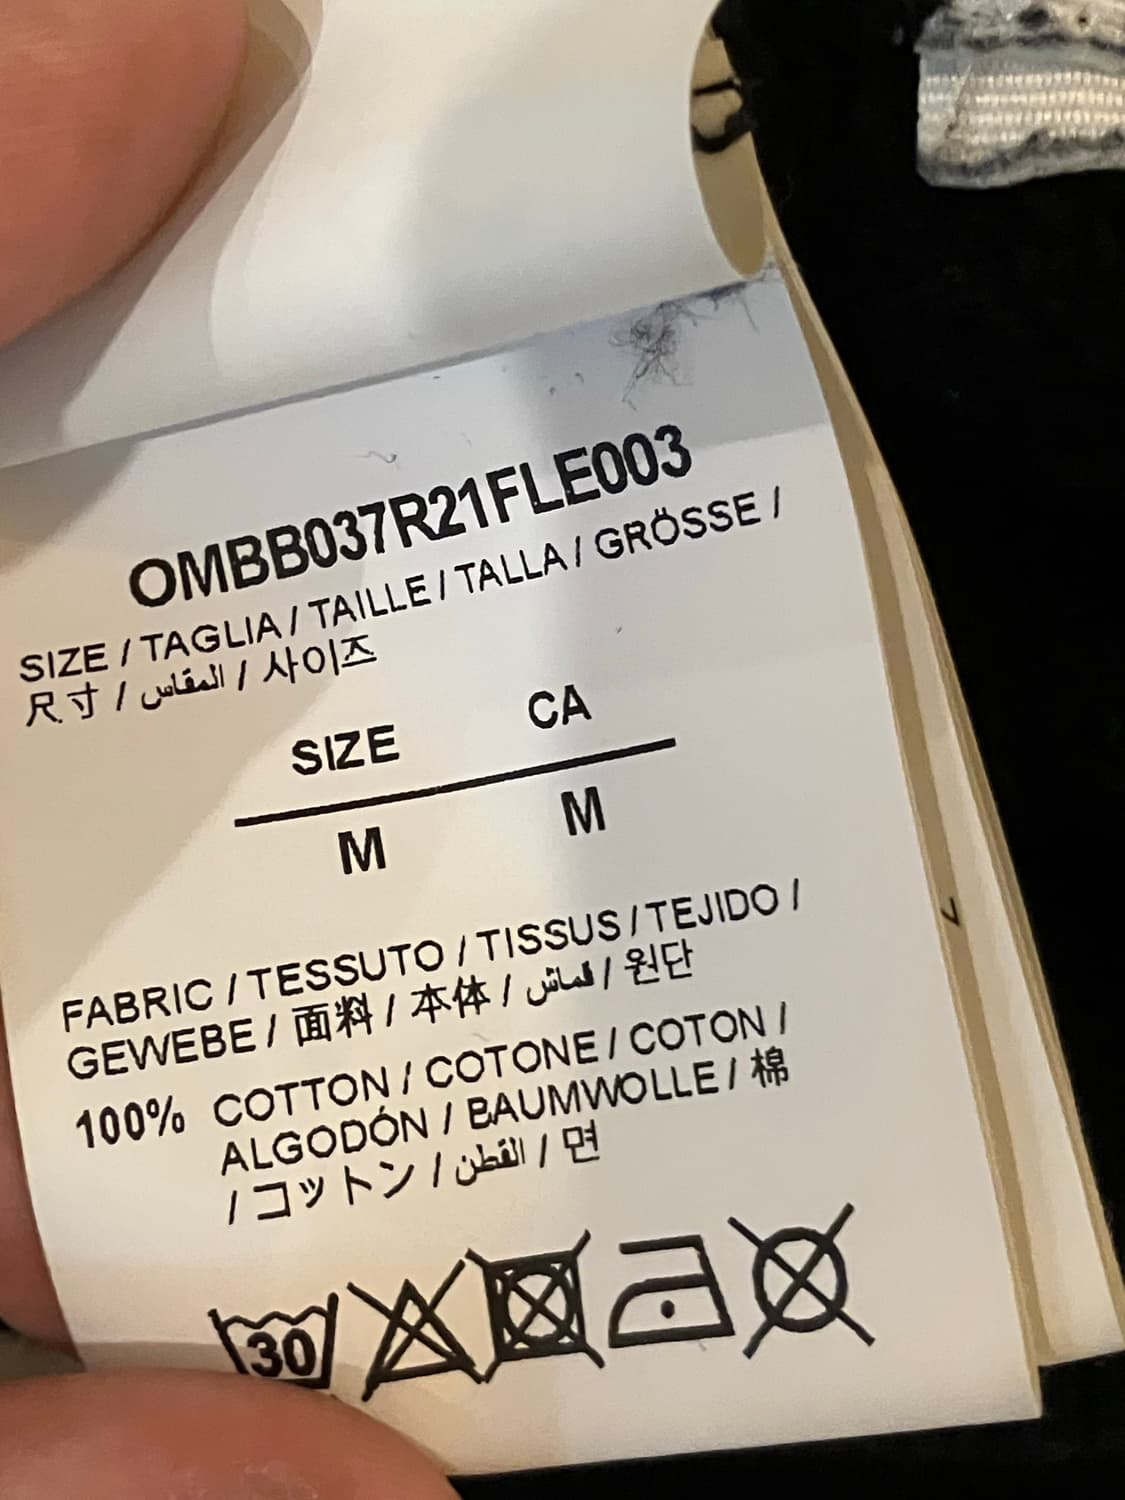 OMBB037R21FLE003
SIZE / TAGLIA / TAILLE / TALLA / GRÖSSE /
尺寸 / المقاس / 사이즈
SIZE CA
M M
FABRIC / TESSUTO / TISSUS / TEJIDO /
GEWEBE / 面料 / 本体 / قماش / 원단
100% COTTON / COTONE / COTON /
ALGODÓN / BAUMWOLLE / 棉
/ コットン / القطن / 면
30